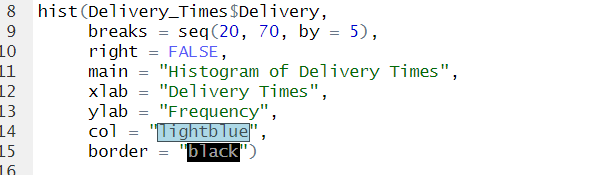 8 hist(Delivery_Times$Delivery,
9 breaks = seq(20, 70, by = 5),
10 right = FALSE,
11 main = "Histogram of Delivery Times",
12 xlab = "Delivery Times",
13 ylab = "Frequency",
14 col = "lightblue",
15 border = "black")
16